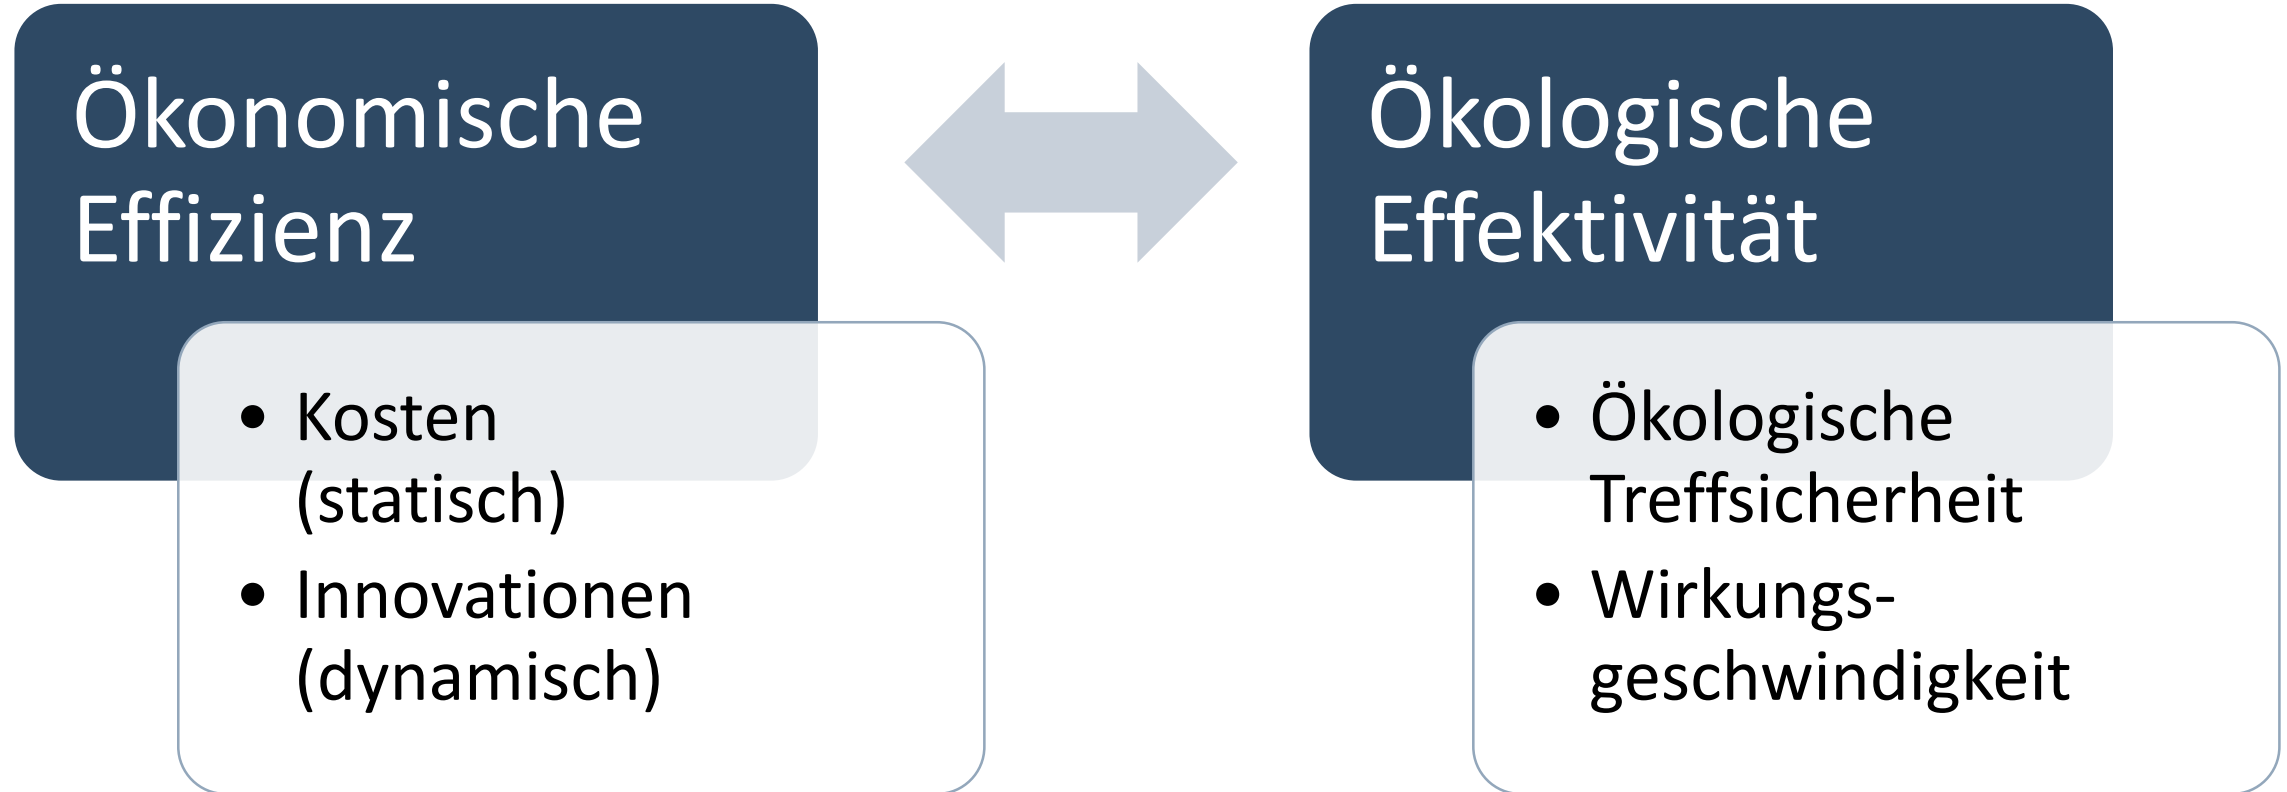 Ökonomische
Effizienz
• Kosten
(statisch)
• Innovationen
(dynamisch)
Ökologische
Effektivität
• Ökologische
Treffsicherheit
• Wirkungs-
geschwindigkeit